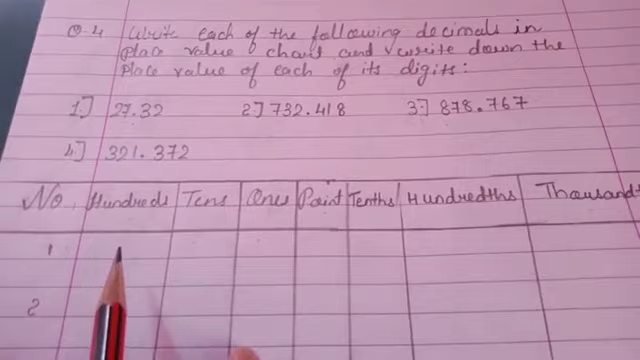 Q.4 Write each of the following decimals in
place value chart and write down the
place value of each of its digits:
1.] 27.32 2.] 732.418 3.] 878.767
4.] 321.372
No. Hundreds Tens Ones Point Tenths Hundredths Thousandt
1
2